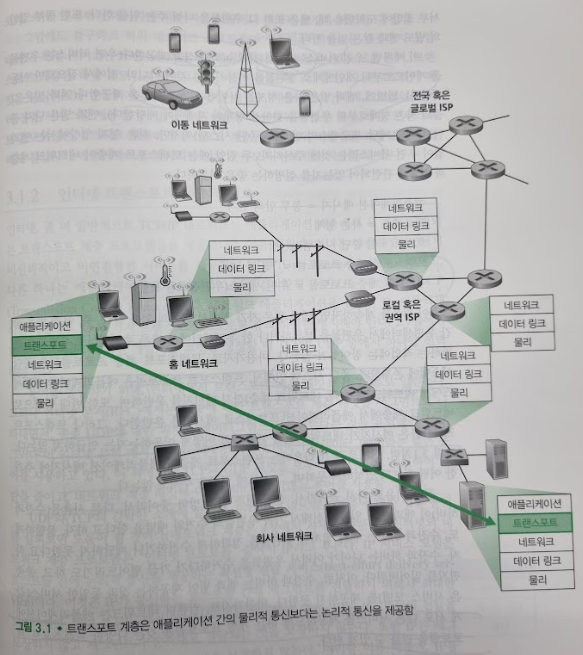 이동 네트워크
전국 혹은
글로벌 ISP
네트워크
데이터 링크
물리
네트워크
데이터 링크
물리
로컬 혹은
권역 ISP
네트워크
데이터 링크
물리
애플리케이션
트랜스포트
네트워크
데이터 링크
물리
홈 네트워크
네트워크
데이터 링크
물리
네트워크
데이터 링크
물리
회사 네트워크
애플리케이션
트랜스포트
네트워크
데이터 링크
물리
그림 3.1 • 트랜스포트 계층은 애플리케이션 간의 물리적 통신보다는 논리적 통신을 제공함